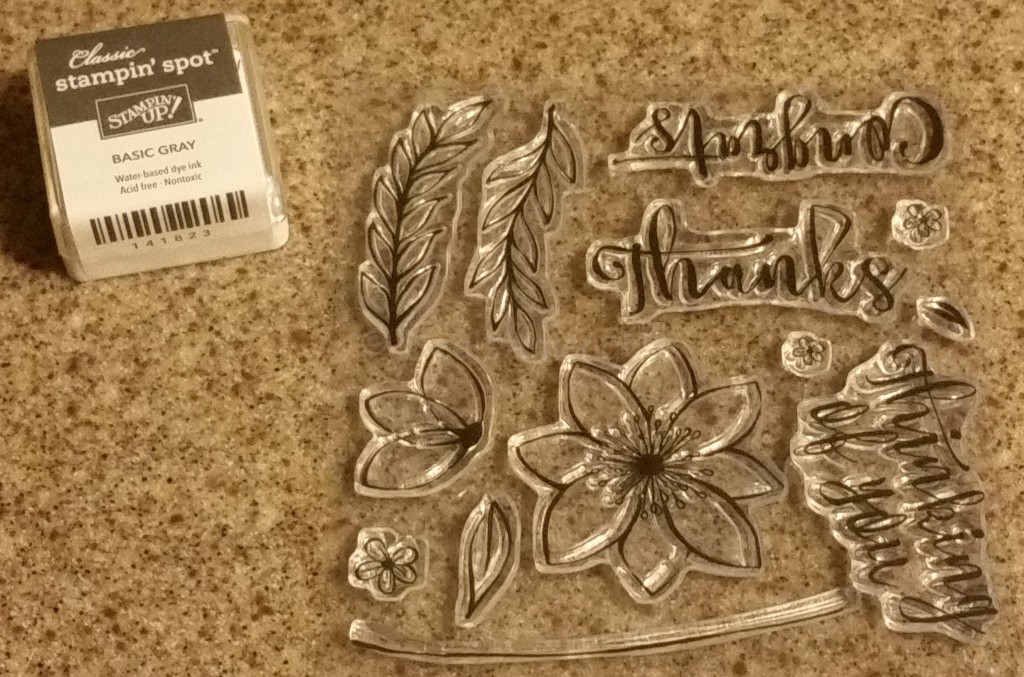 Classic
stampin' spot™
STAMPIN' UP!
BASIC GRAY
Water-based dye ink
Acid free · Nontoxic
141823
Congrats
thanks
thinking
of you